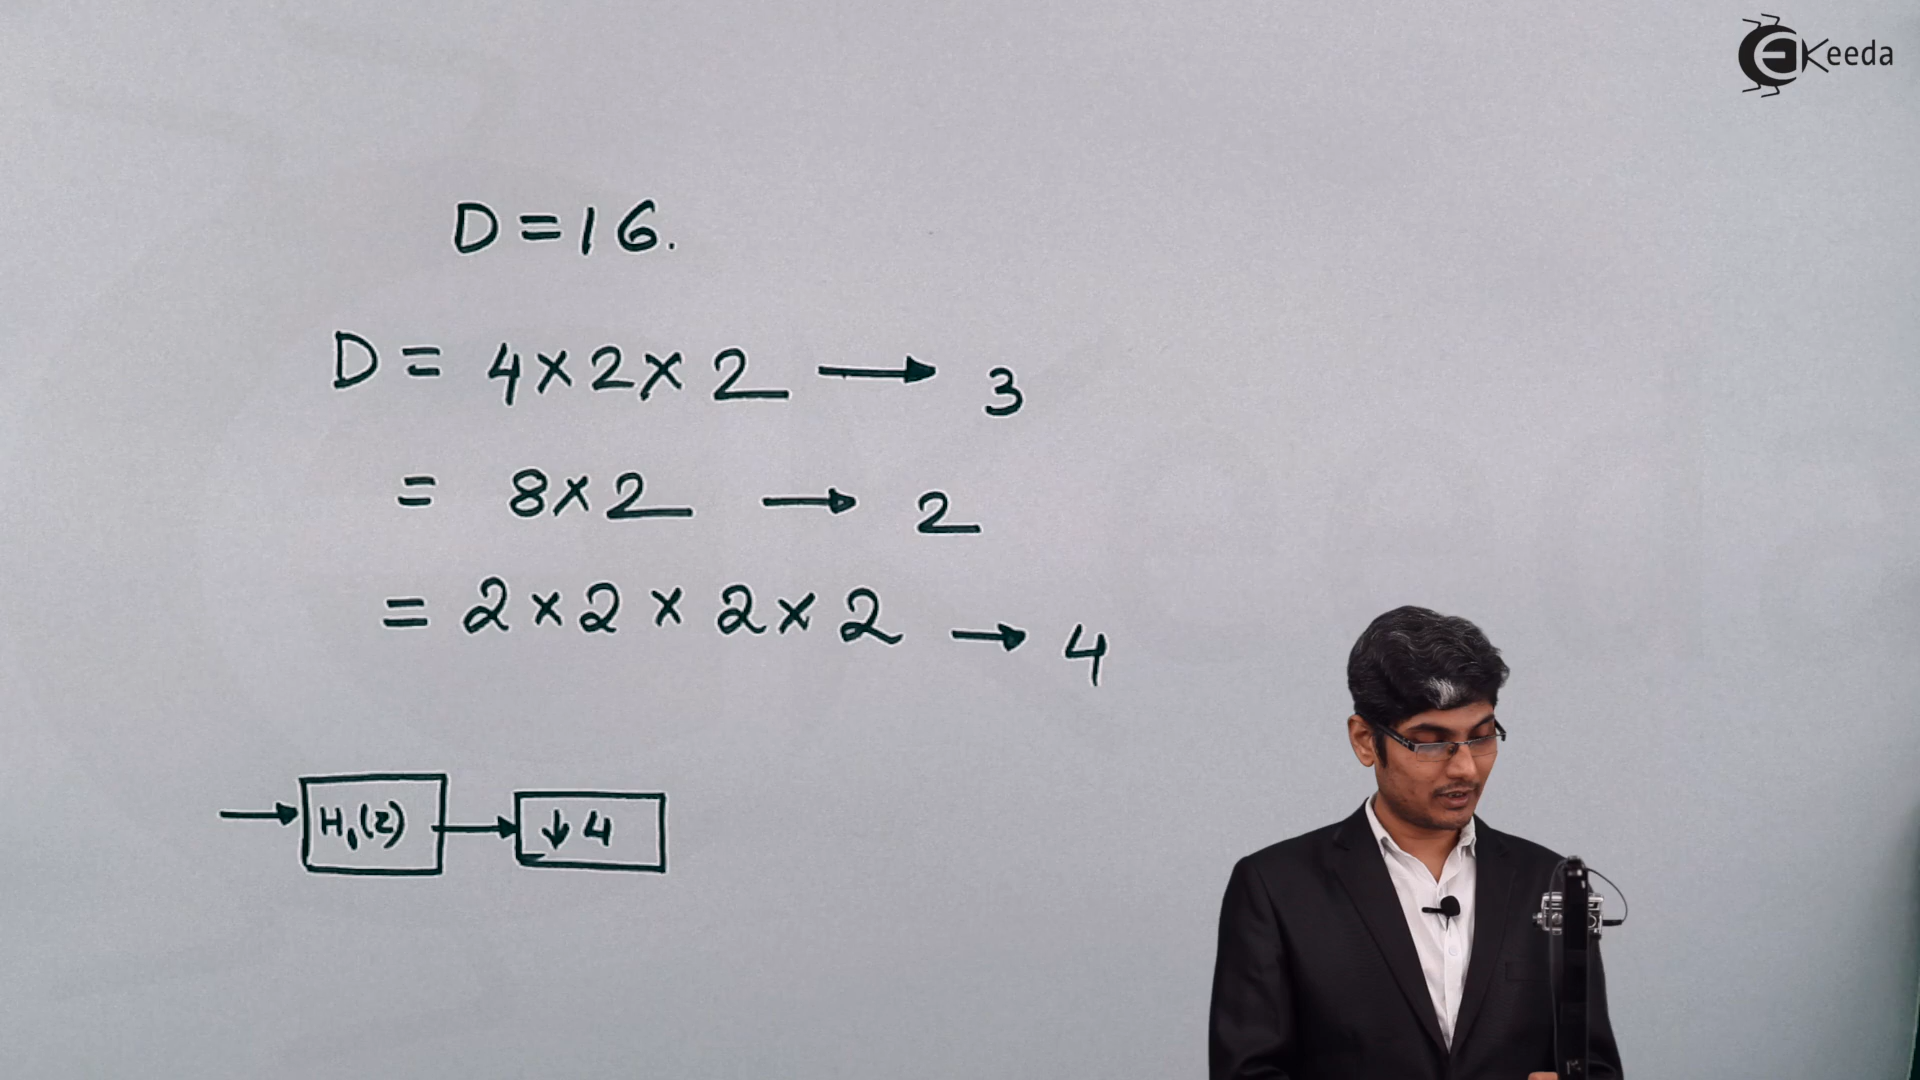 eKeeda
D = 16.
D = 4 × 2 × 2 → 3
= 8 × 2 → 2
= 2 × 2 × 2 × 2 → 4
→ H₁(z) → ↓ 4